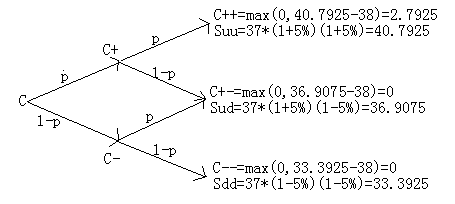 C++=max(0,40.7925-38)=2.7925
p
Suu=37*(1+5%)(1+5%)=40.7925
C+
p
1-p
C+-=max(0,36.9075-38)=0
C
p
Sud=37*(1+5%)(1-5%)=36.9075
1-p
C-
1-p
C--=max(0,33.3925-38)=0
Sdd=37*(1-5%)(1-5%)=33.3925